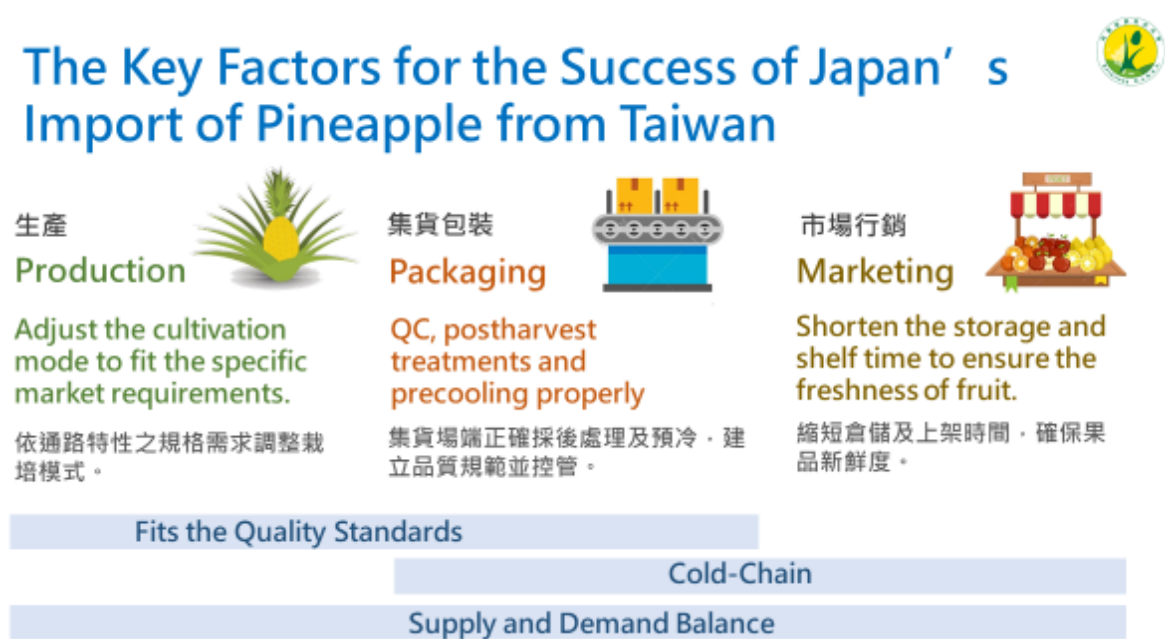 The Key Factors for the Success of Japan’s
Import of Pineapple from Taiwan
生產
Production
Adjust the cultivation
mode to fit the specific
market requirements.
依通路特性之規格需求調整栽
培模式。
集貨包裝
Packaging
QC, postharvest
treatments and
precooling properly
集貨場端正確採後處理及預冷，建
立品質規範並控管。
市場行銷
Marketing
Shorten the storage and
shelf time to ensure the
freshness of fruit.
縮短倉儲及上架時間，確保果
品新鮮度。
Fits the Quality Standards
Cold-Chain
Supply and Demand Balance